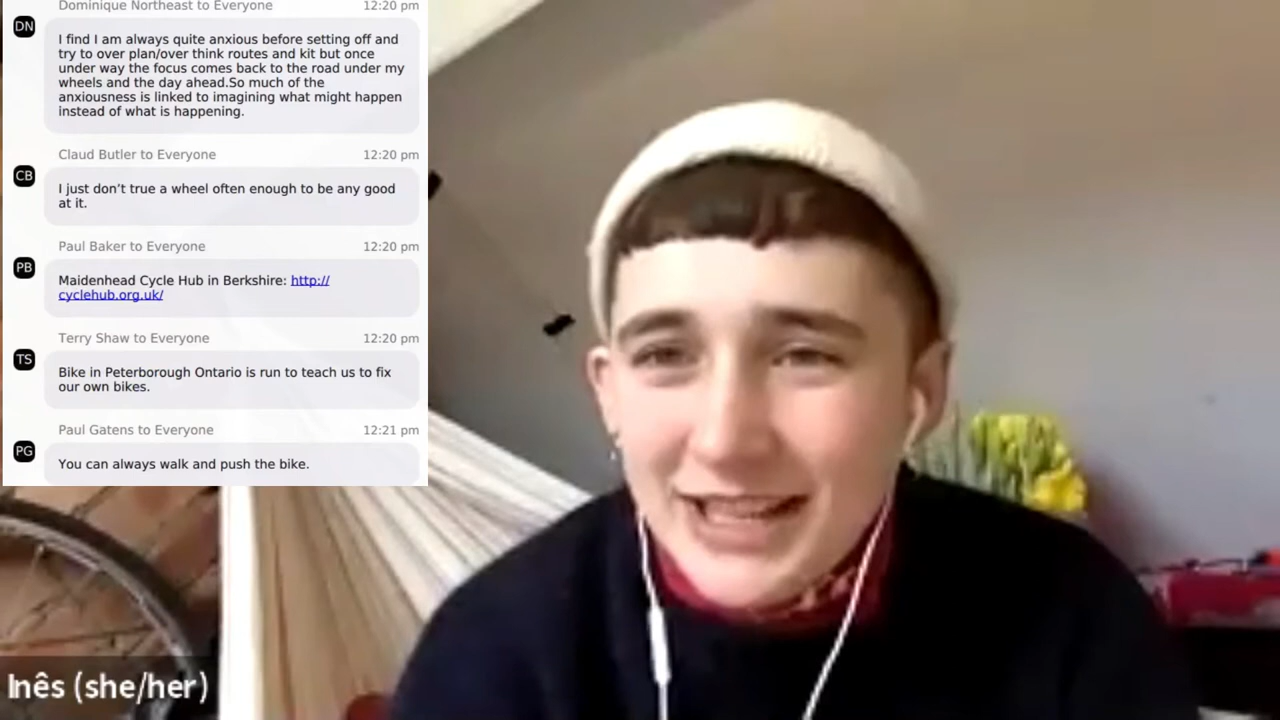 Dominique Northeast to Everyone 12:20 pm
DN
I find I am always quite anxious before setting off and
try to over plan/over think routes and kit but once
under way the focus comes back to the road under my
wheels and the day ahead.So much of the
anxiousness is linked to imagining what might happen
instead of what is happening.
Claud Butler to Everyone 12:20 pm
CB
I just don’t true a wheel often enough to be any good
at it.
Paul Baker to Everyone 12:20 pm
PB
Maidenhead Cycle Hub in Berkshire: http://
cyclehub.org.uk/
Terry Shaw to Everyone 12:20 pm
TS
Bike in Peterborough Ontario is run to teach us to fix
our own bikes.
Paul Gatens to Everyone 12:21 pm
PG
You can always walk and push the bike.
Inês (she/her)